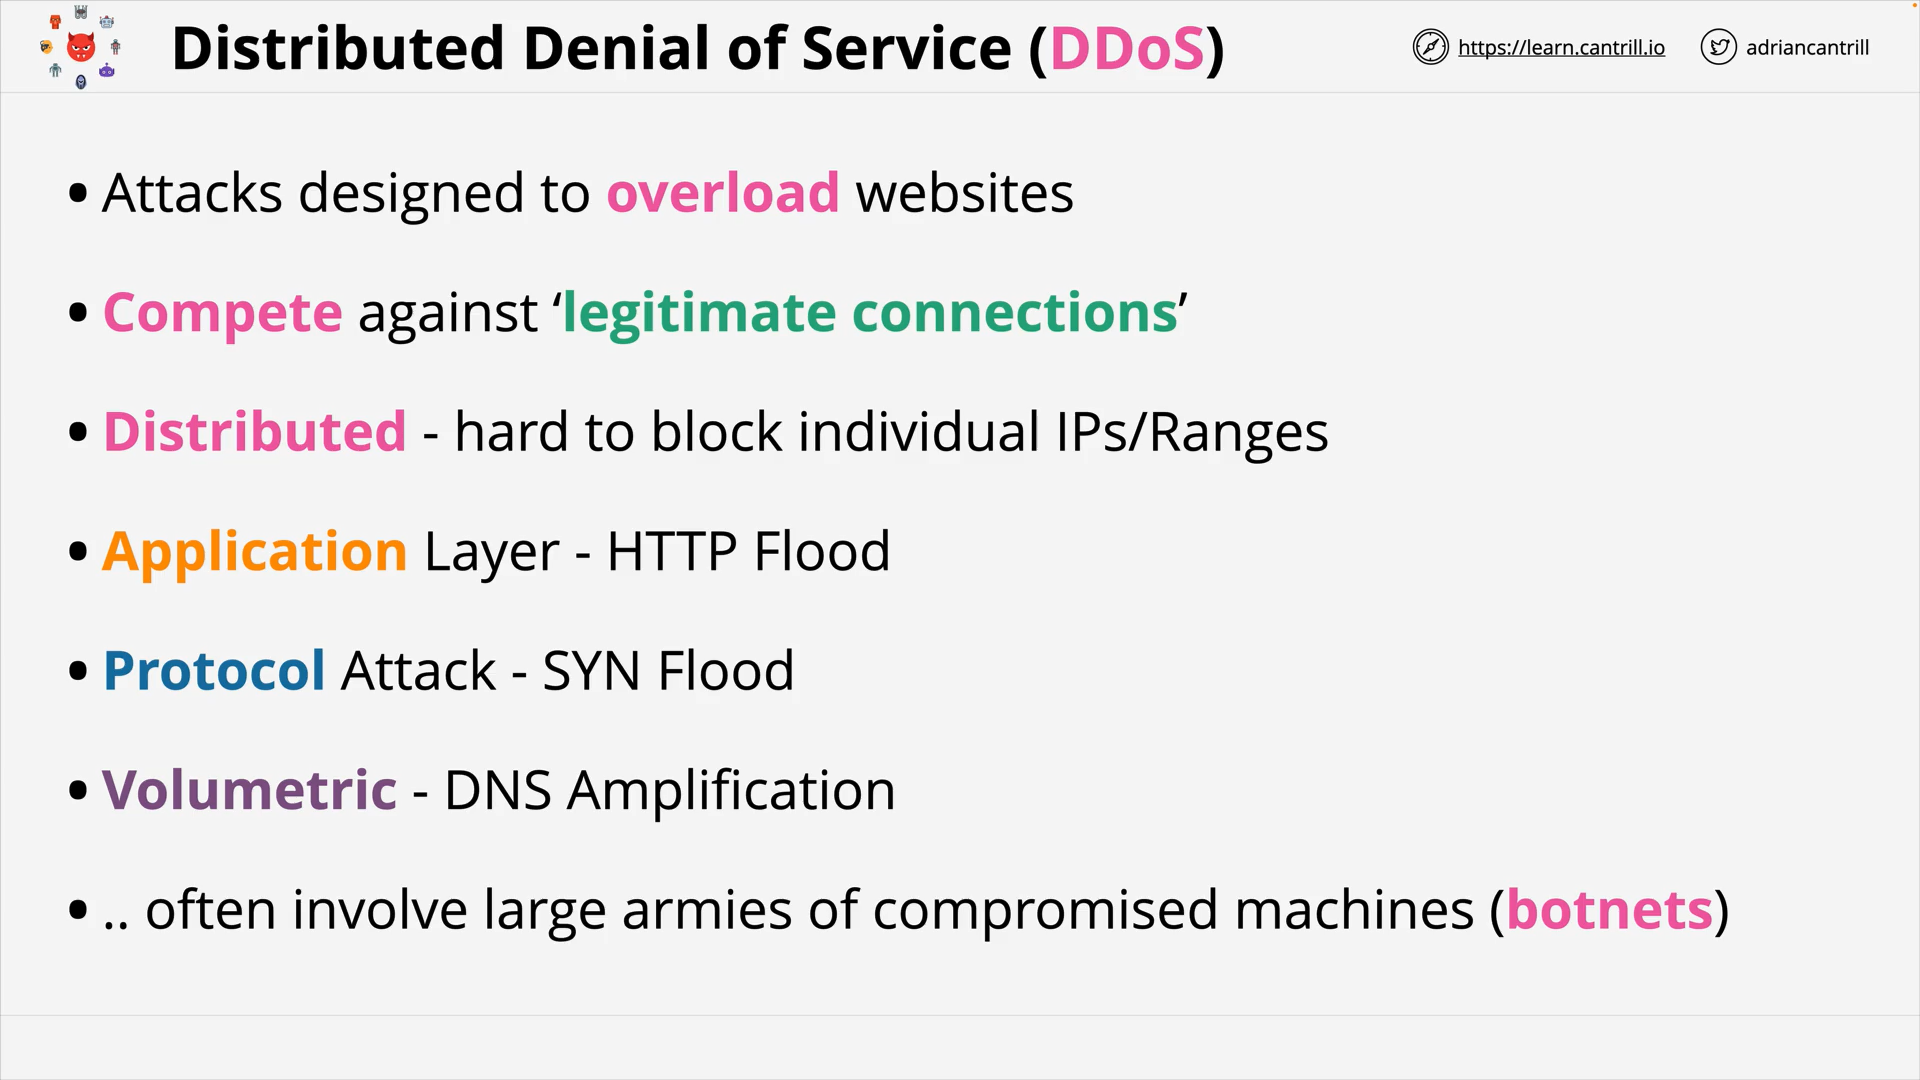 Distributed Denial of Service (DDoS)
https://learn.cantrill.io
adriancantrill
• Attacks designed to overload websites
• Compete against ‘legitimate connections’
• Distributed - hard to block individual IPs/Ranges
• Application Layer - HTTP Flood
• Protocol Attack - SYN Flood
• Volumetric - DNS Amplification
• .. often involve large armies of compromised machines (botnets)